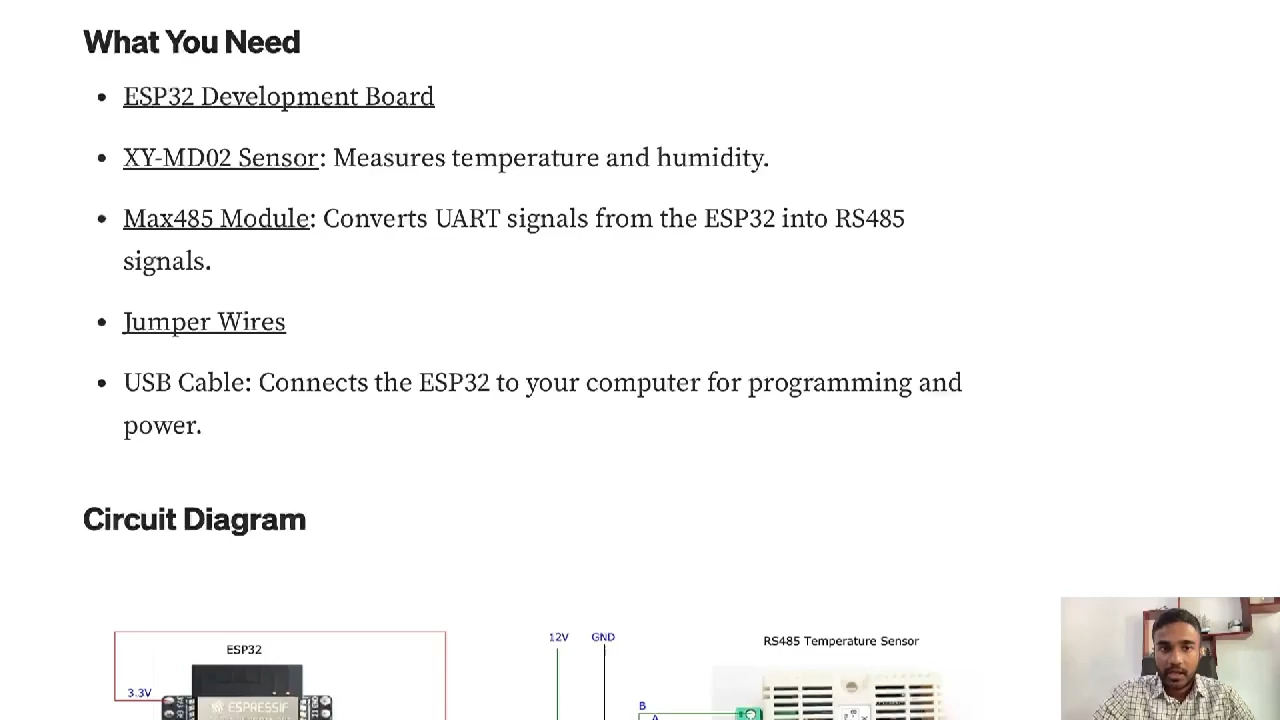 What You Need
• ESP32 Development Board
• XY-MD02 Sensor: Measures temperature and humidity.
• Max485 Module: Converts UART signals from the ESP32 into RS485
signals.
• Jumper Wires
• USB Cable: Connects the ESP32 to your computer for programming and
power.
Circuit Diagram
12V GND
RS485 Temperature Sensor
ESP32
3.3V
ESPRESSIF
B
A